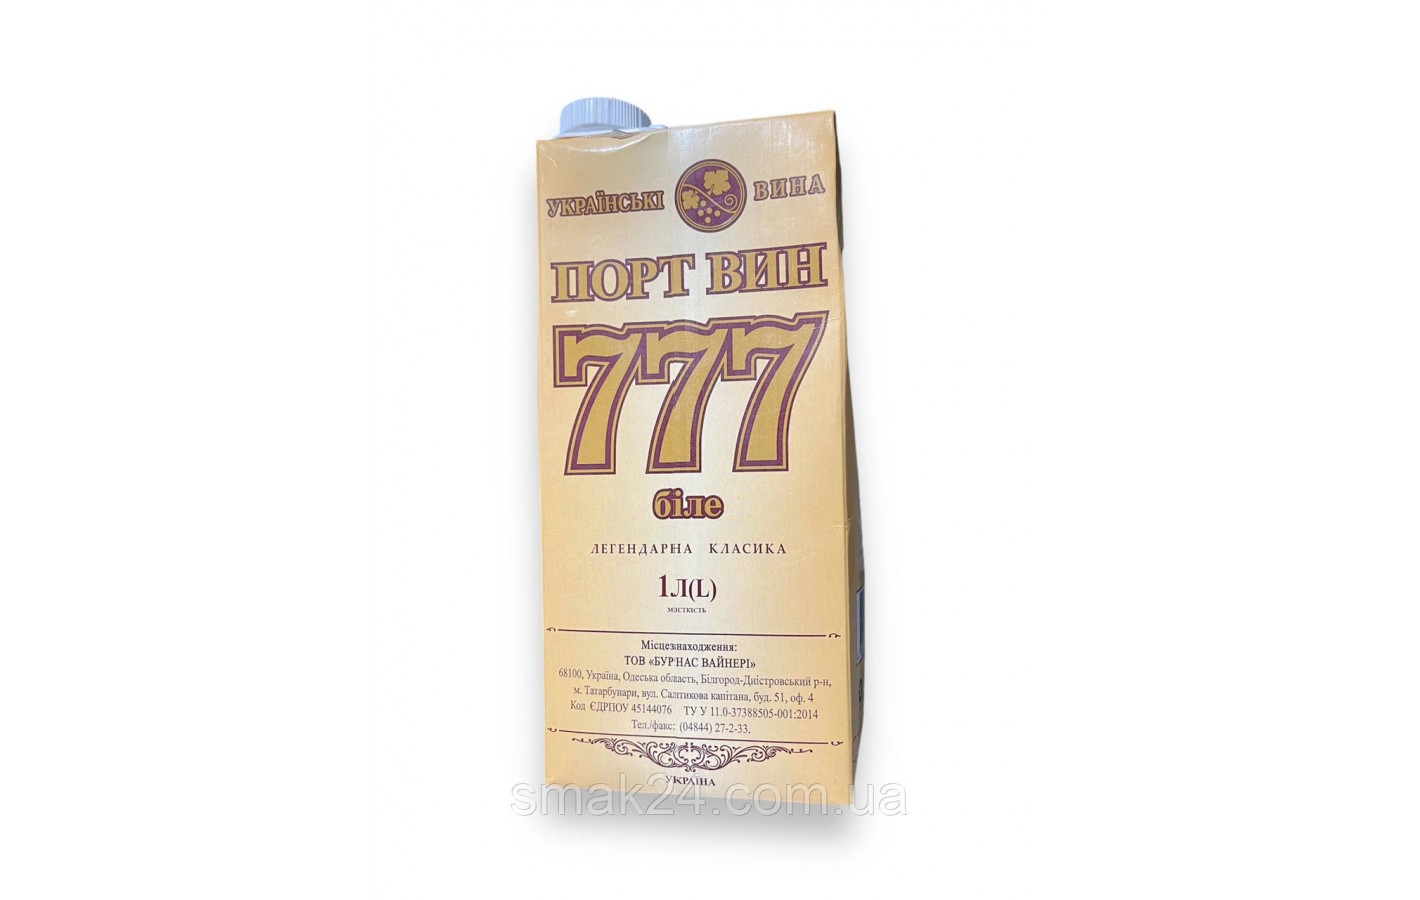 УКРАЇНСЬКІ ВИНА
ПОРТ ВИН
777
біле
ЛЕГЕНДАРНА КЛАСИКА
1Л(L)
місткість
Місцезнаходження:
ТОВ «БУРНАС ВАЙНЕРІ»
68100, Україна, Одеська область, Білгород-Дністровський р-н,
м. Татарбунари, вул. Салтикова капітана, буд. 51, оф. 4
Код ЄДРПОУ 45144076 ТУ У 11.0-37388505-001:2014
Тел./факс: (04844) 27-2-33.
УКРАЇНА
smak24.com.ua